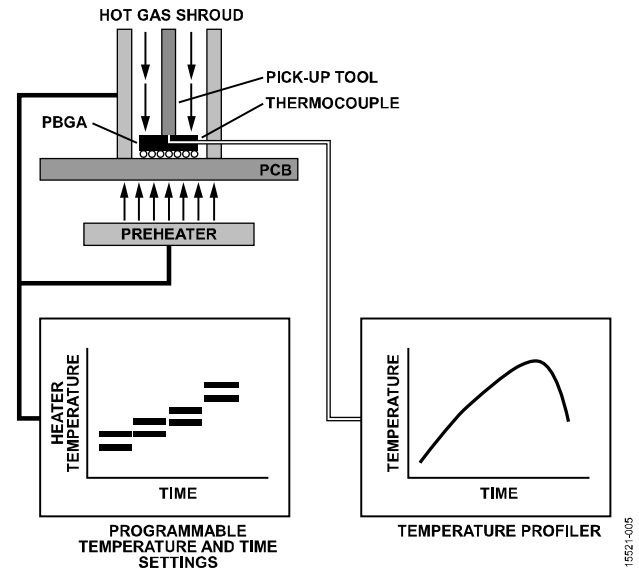 HOT GAS SHROUD
PICK-UP TOOL
THERMOCOUPLE
PBGA
PCB
PREHEATER
HEATER
TEMPERATURE
TIME
PROGRAMMABLE
TEMPERATURE AND TIME
SETTINGS
TEMPERATURE
TIME
TEMPERATURE PROFILER
15521-005